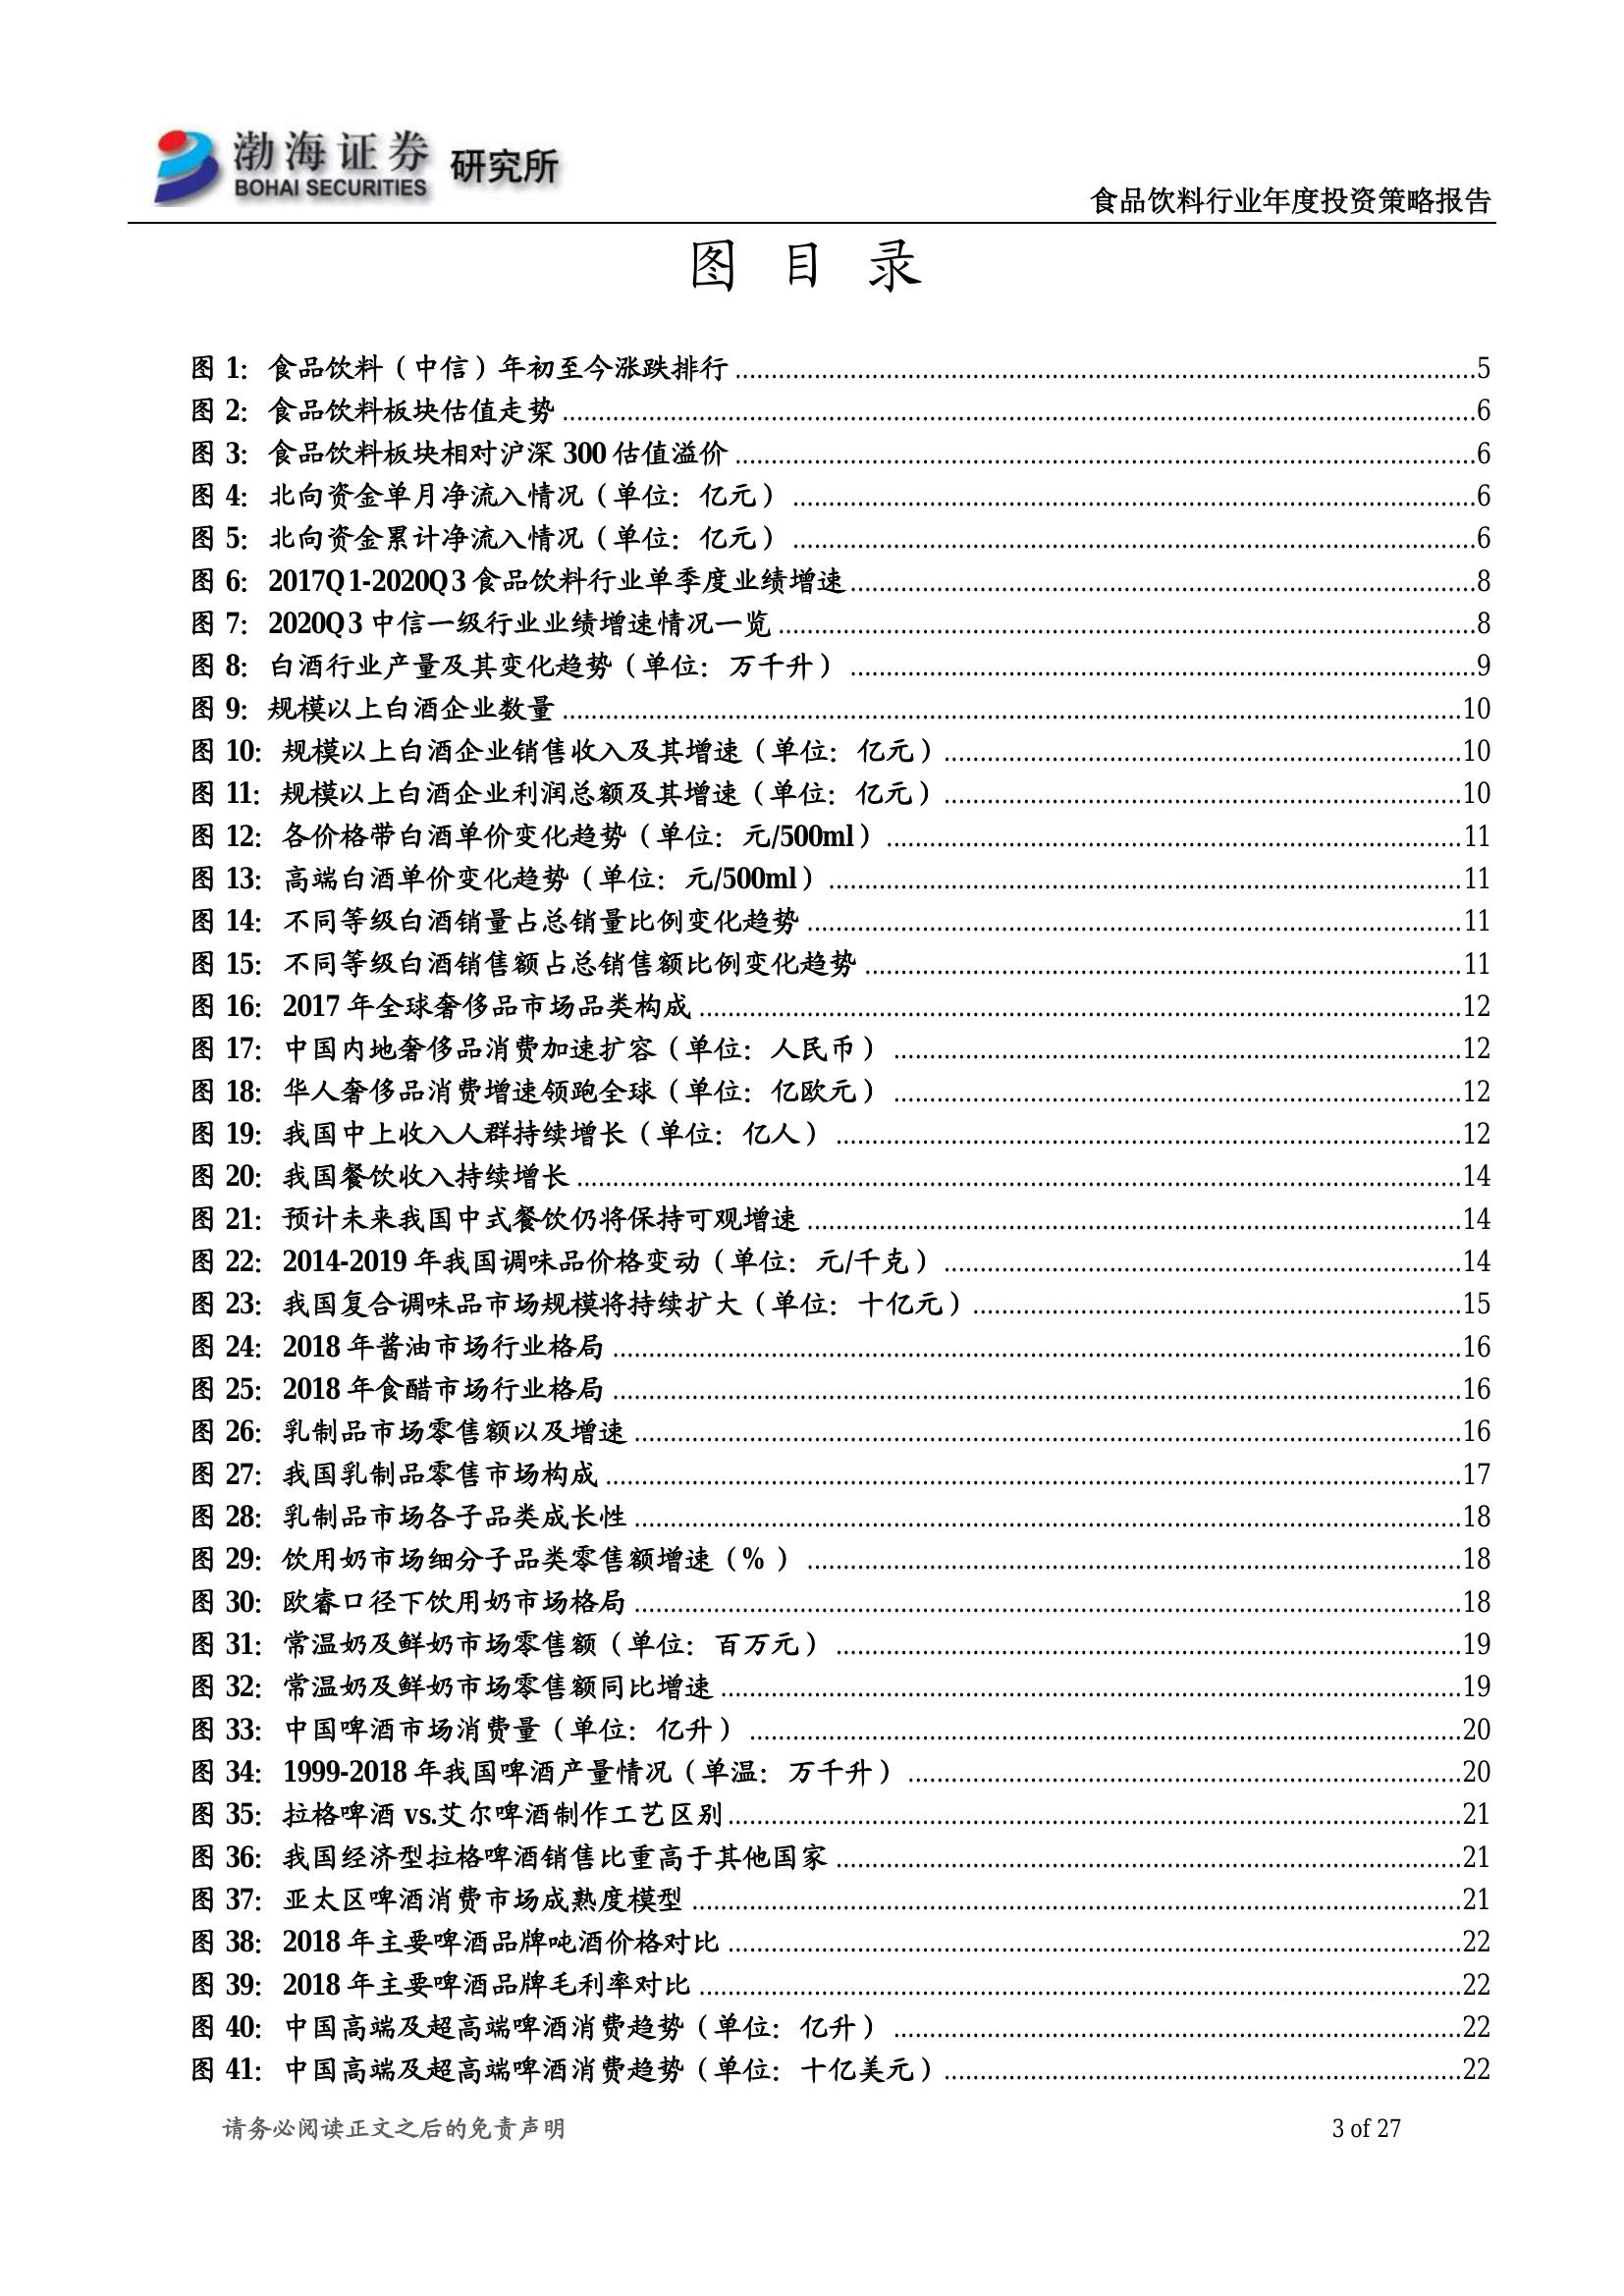 渤海证券 研究所
BOHAI SECURITIES
食品饮料行业年度投资策略报告
图 目 录
图 1：食品饮料（中信）年初至今涨跌排行........5
图 2：食品饮料板块估值走势........6
图 3：食品饮料板块相对沪深 300 估值溢价........6
图 4：北向资金单月净流入情况（单位：亿元）........6
图 5：北向资金累计净流入情况（单位：亿元）........6
图 6：2017Q1-2020Q3 食品饮料行业单季度业绩增速........8
图 7：2020Q3 中信一级行业业绩增速情况一览........8
图 8：白酒行业产量及其变化趋势（单位：万千升）........9
图 9：规模以上白酒企业数量........10
图 10：规模以上白酒企业销售收入及其增速（单位：亿元）........10
图 11：规模以上白酒企业利润总额及其增速（单位：亿元）........10
图 12：各价格带白酒单价变化趋势（单位：元/500ml）........11
图 13：高端白酒单价变化趋势（单位：元/500ml）........11
图 14：不同等级白酒销量占总销量比例变化趋势........11
图 15：不同等级白酒销售额占总销售额比例变化趋势........11
图 16：2017 年全球奢侈品市场品类构成........12
图 17：中国内地奢侈品消费加速扩容（单位：人民币）........12
图 18：华人奢侈品消费增速领跑全球（单位：亿欧元）........12
图 19：我国中上收入人群持续增长（单位：亿人）........12
图 20：我国餐饮收入持续增长........14
图 21：预计未来我国中式餐饮仍将保持可观增速........14
图 22：2014-2019 年我国调味品价格变动（单位：元/千克）........14
图 23：我国复合调味品市场规模将持续扩大（单位：十亿元）........15
图 24：2018 年酱油市场行业格局........16
图 25：2018 年食醋市场行业格局........16
图 26：乳制品市场零售额以及增速........16
图 27：我国乳制品零售市场构成........17
图 28：乳制品市场各子品类成长性........18
图 29：饮用奶市场细分子品类零售额增速（%）........18
图 30：欧睿口径下饮用奶市场格局........18
图 31：常温奶及鲜奶市场零售额（单位：百万元）........19
图 32：常温奶及鲜奶市场零售额同比增速........19
图 33：中国啤酒市场消费量（单位：亿升）........20
图 34：1999-2018 年我国啤酒产量情况（单温：万千升）........20
图 35：拉格啤酒 vs.艾尔啤酒制作工艺区别........21
图 36：我国经济型拉格啤酒销售比重高于其他国家........21
图 37：亚太区啤酒消费市场成熟度模型........21
图 38：2018 年主要啤酒品牌吨酒价格对比........22
图 39：2018 年主要啤酒品牌毛利率对比........22
图 40：中国高端及超高端啤酒消费趋势（单位：亿升）........22
图 41：中国高端及超高端啤酒消费趋势（单位：十亿美元）........22
请务必阅读正文之后的免责声明
3 of 27